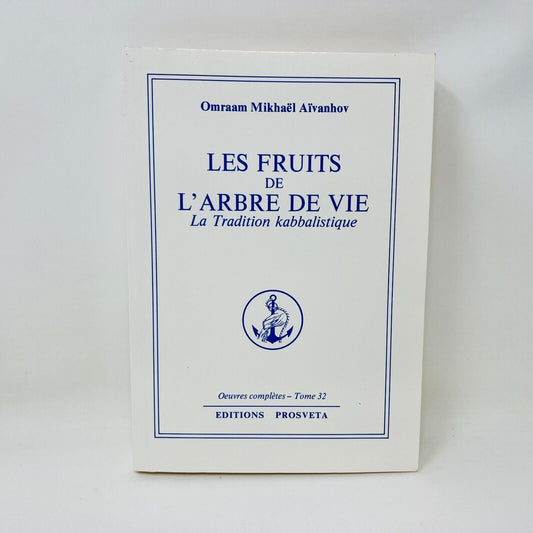 Omraam Mikhaël Aïvanhov
LES FRUITS
DE
L'ARBRE DE VIE
La Tradition kabbalistique
Oeuvres complètes – Tome 32
EDITIONS PROSVETA